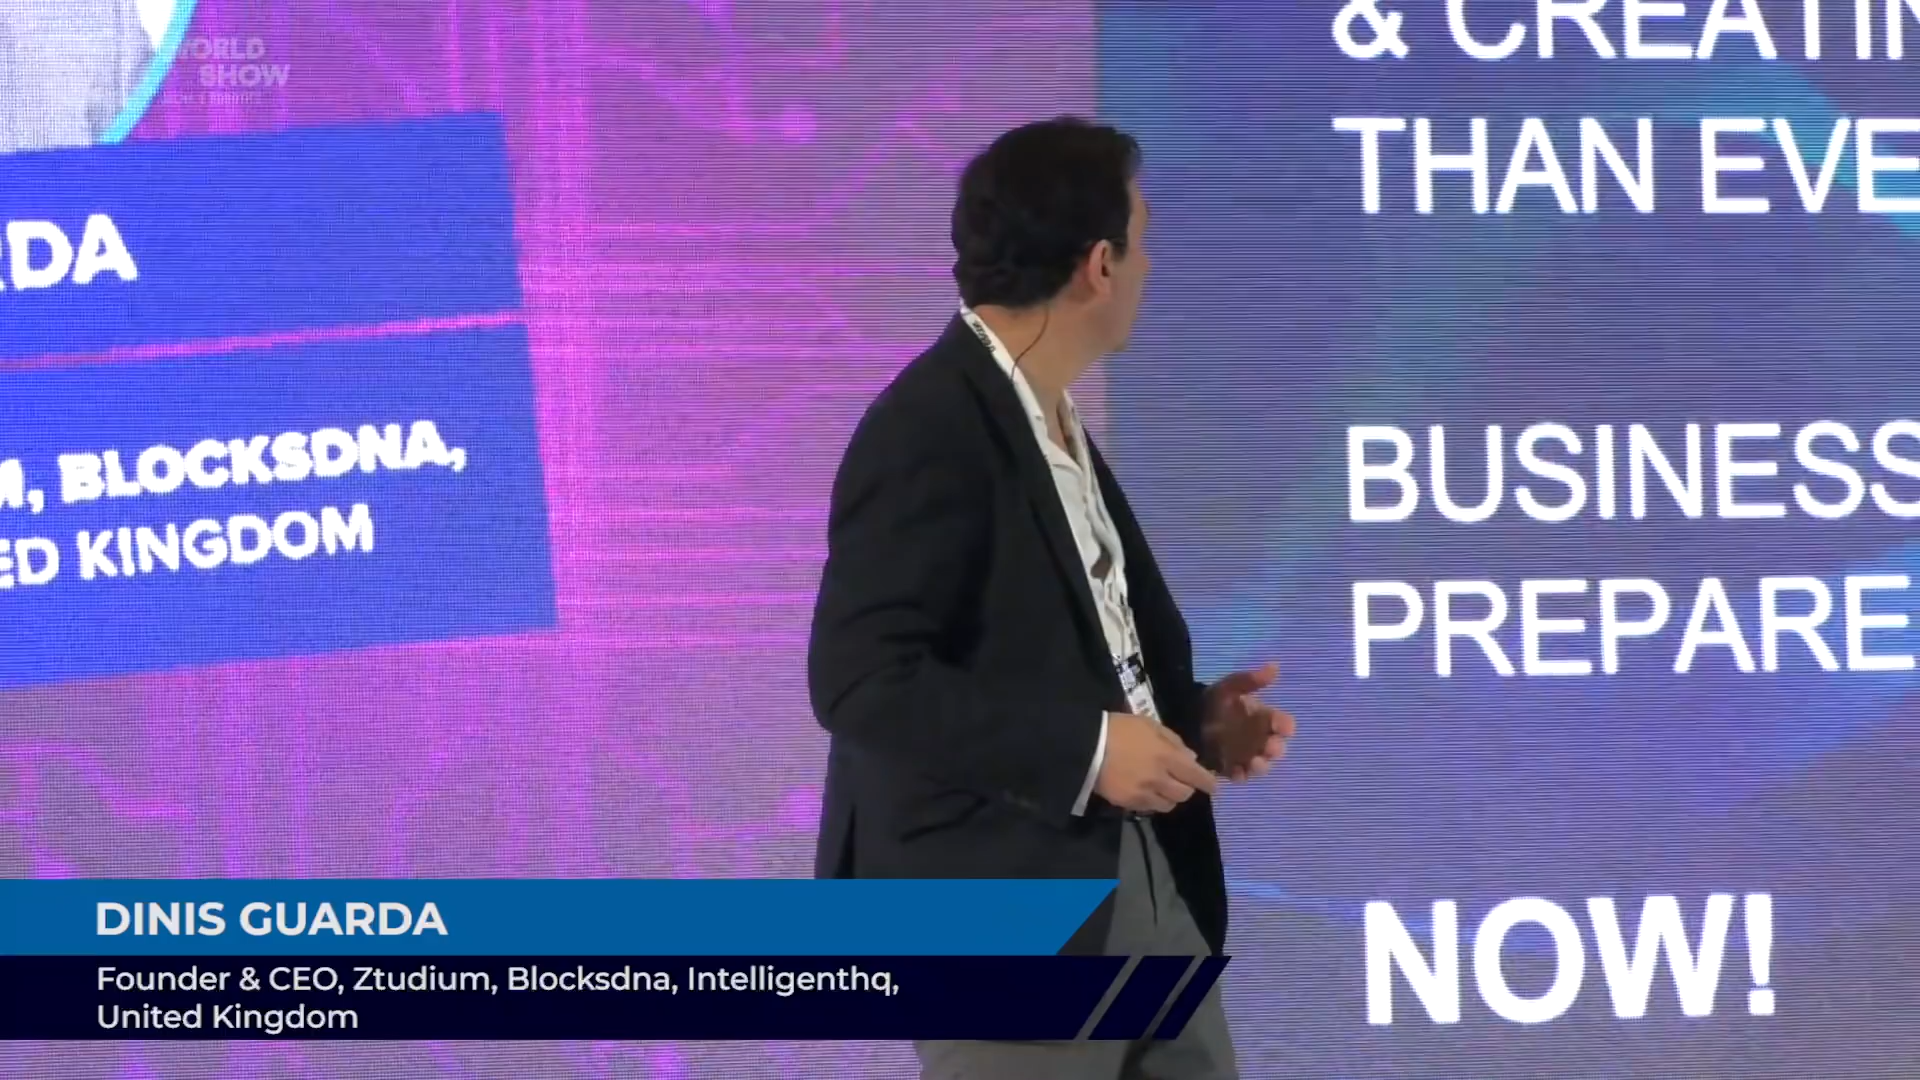 WORLD
SHOW
RDA
M, BLOCKSDNA,
ED KINGDOM
& CREATIN
THAN EVE
BUSINESS
PREPARE
NOW!
DINIS GUARDA
Founder & CEO, Ztudium, Blocksdna, Intelligenthq,
United Kingdom